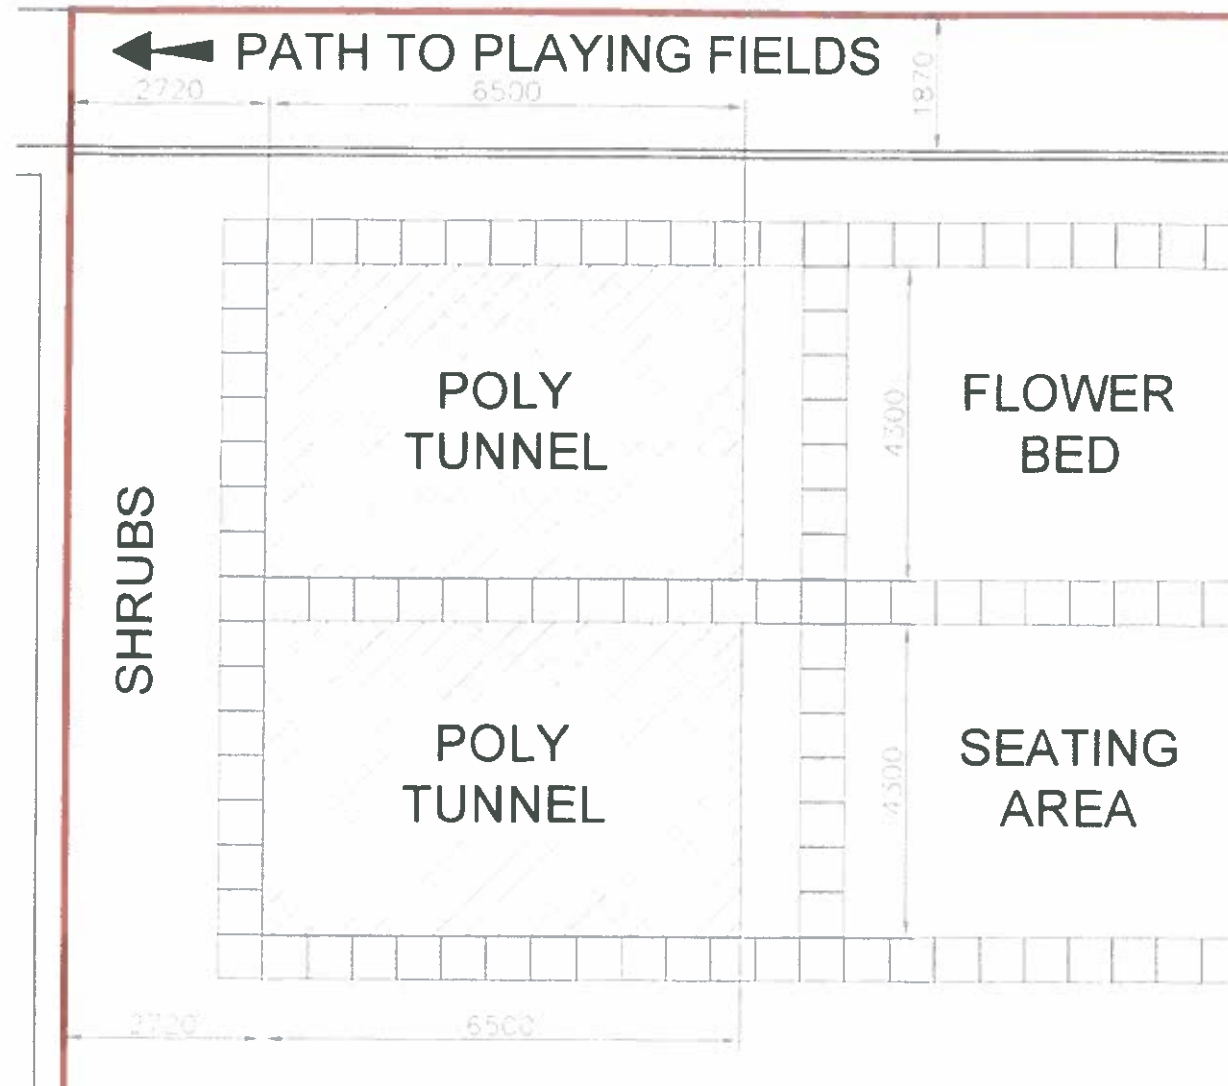 PATH TO PLAYING FIELDS
2720
6500
1870
POLY
TUNNEL
4300
FLOWER
BED
SHRUBS
POLY
TUNNEL
4300
SEATING
AREA
2720
6500